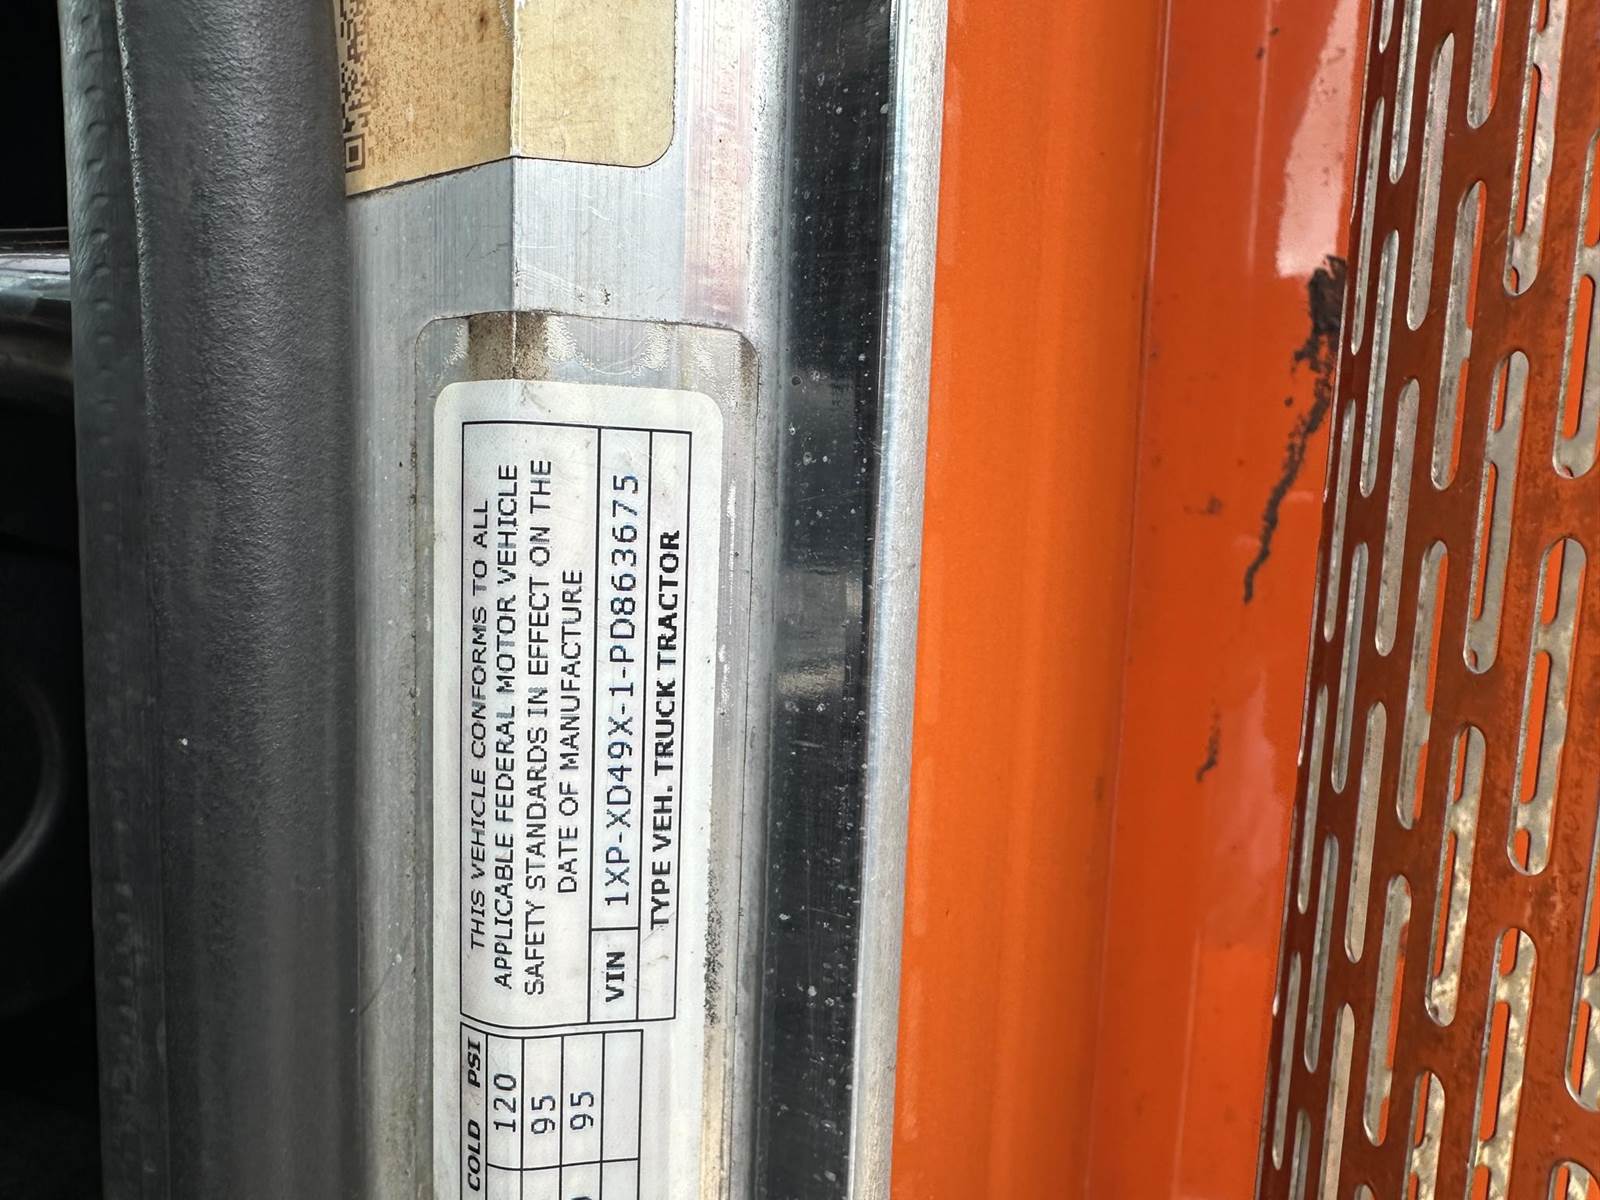 THIS VEHICLE CONFORMS TO ALL
APPLICABLE FEDERAL MOTOR VEHICLE
SAFETY STANDARDS IN EFFECT ON THE
DATE OF MANUFACTURE
VIN 1XP-XD49X-1-PD863675
TYPE VEH. TRUCK TRACTOR
COLD PSI
120
95
95